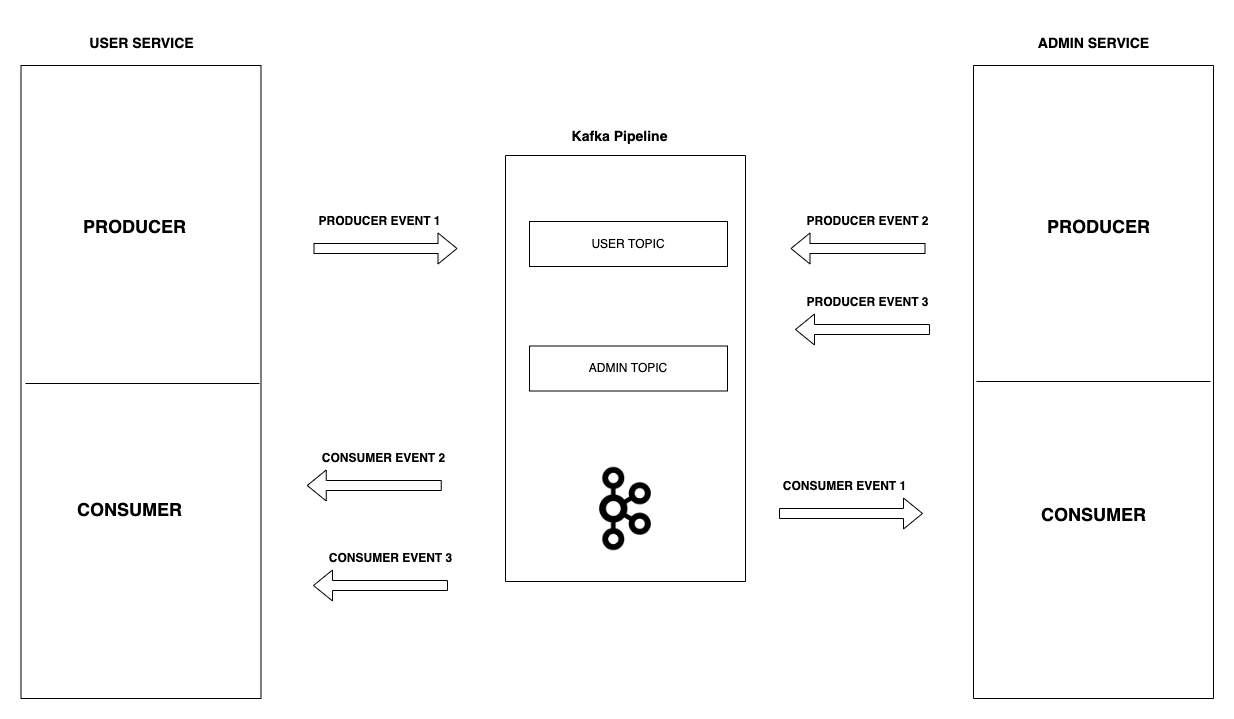 USER SERVICE
ADMIN SERVICE
Kafka Pipeline
PRODUCER
PRODUCER EVENT 1
USER TOPIC
PRODUCER EVENT 2
PRODUCER
PRODUCER EVENT 3
ADMIN TOPIC
CONSUMER EVENT 2
CONSUMER
CONSUMER EVENT 1
CONSUMER
CONSUMER EVENT 3